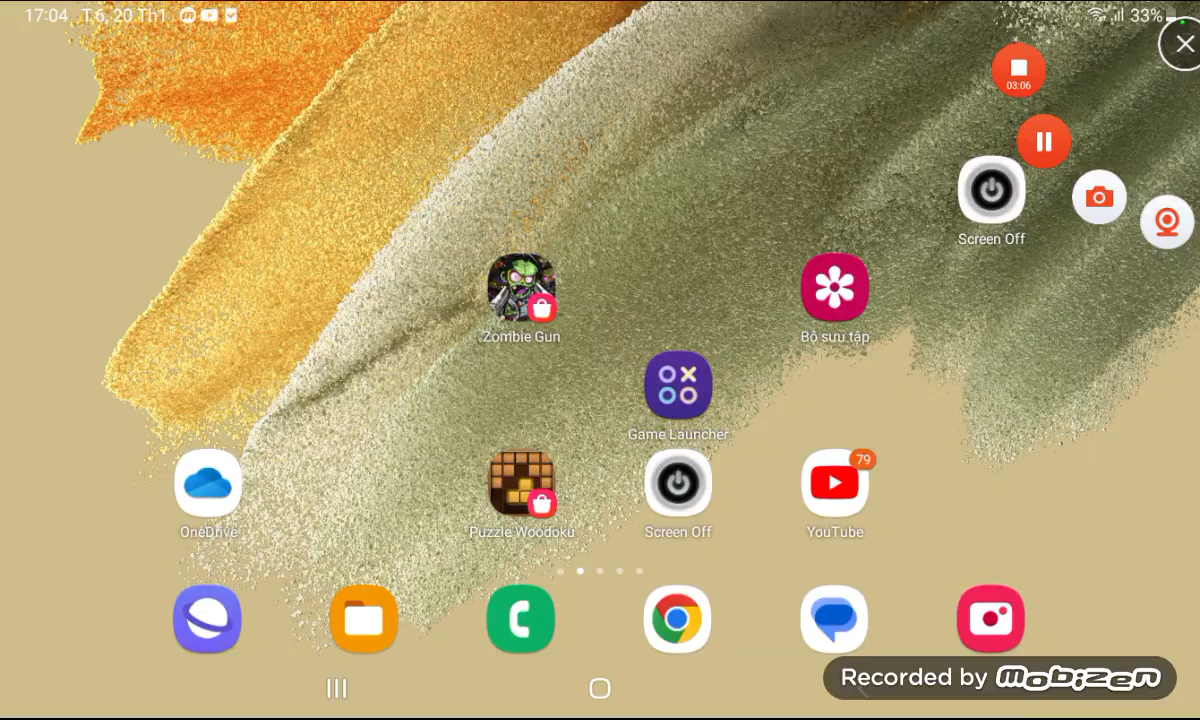 17:04 T.6, 20 Th1
33%
03:06
Screen Off
Zombie Gun
Bộ sưu tập
Game Launcher
79
OneDrive
Puzzle Woodoku
Screen Off
YouTube
Recorded by mobizen